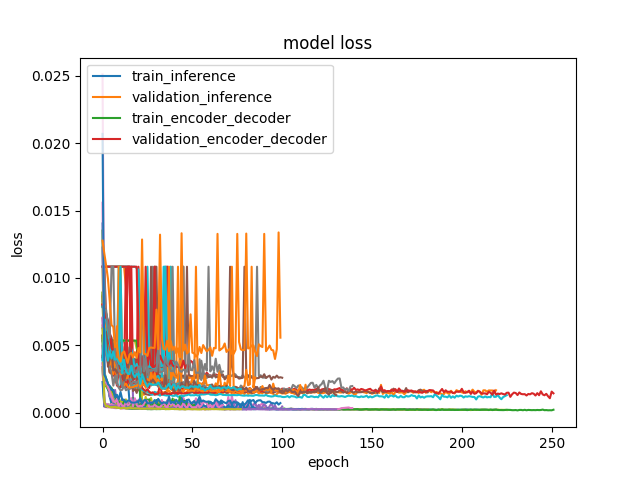 model loss
train_inference
validation_inference
train_encoder_decoder
validation_encoder_decoder
0.025
0.020
0.015
0.010
0.005
0.000
loss
0 50 100 150 200 250
epoch